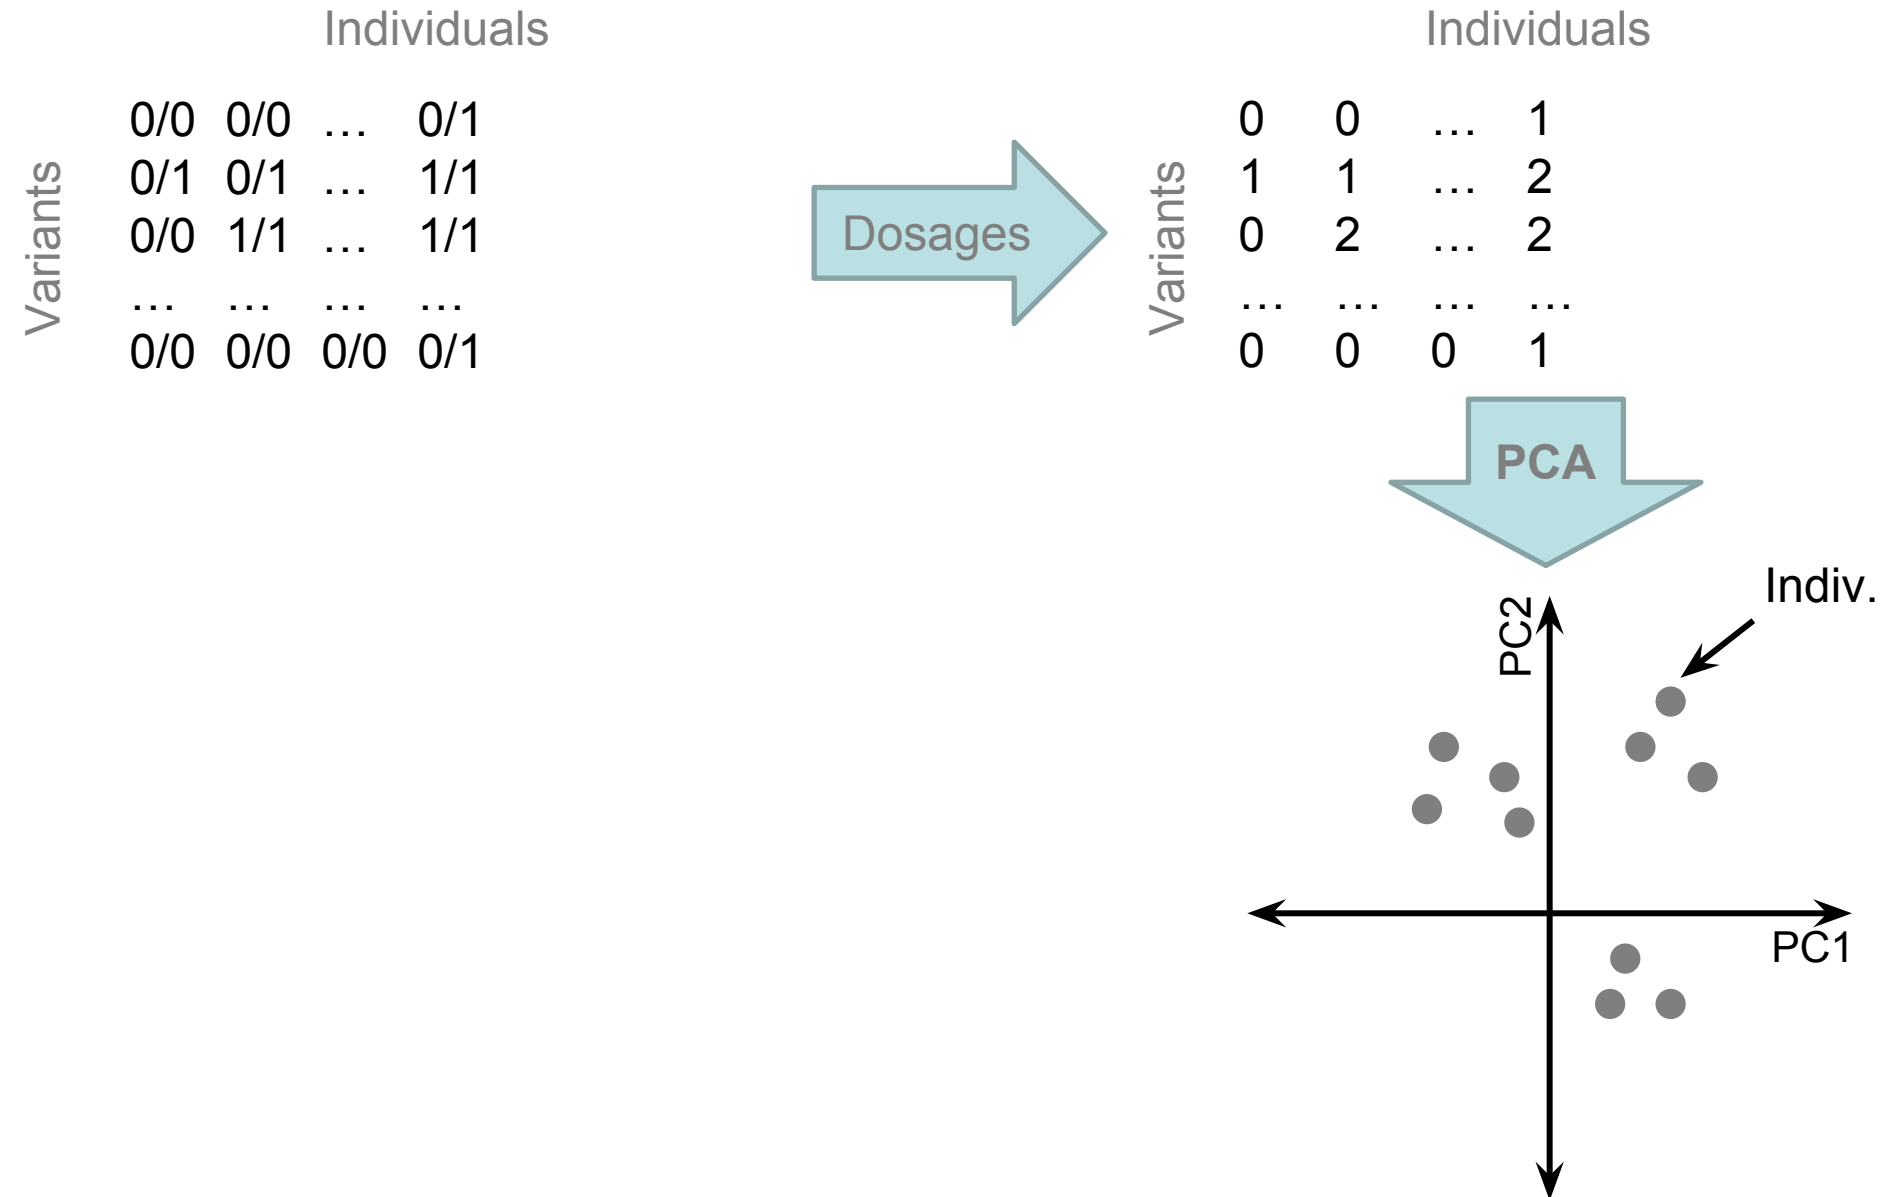 Individuals
Variants
0/0 0/0 … 0/1
0/1 0/1 … 1/1
0/0 1/1 … 1/1
… … … …
0/0 0/0 0/0 0/1
Dosages
Individuals
Variants
0 0 … 1
1 1 … 2
0 2 … 2
… … … …
0 0 0 1
PCA
Indiv.
PC2
PC1